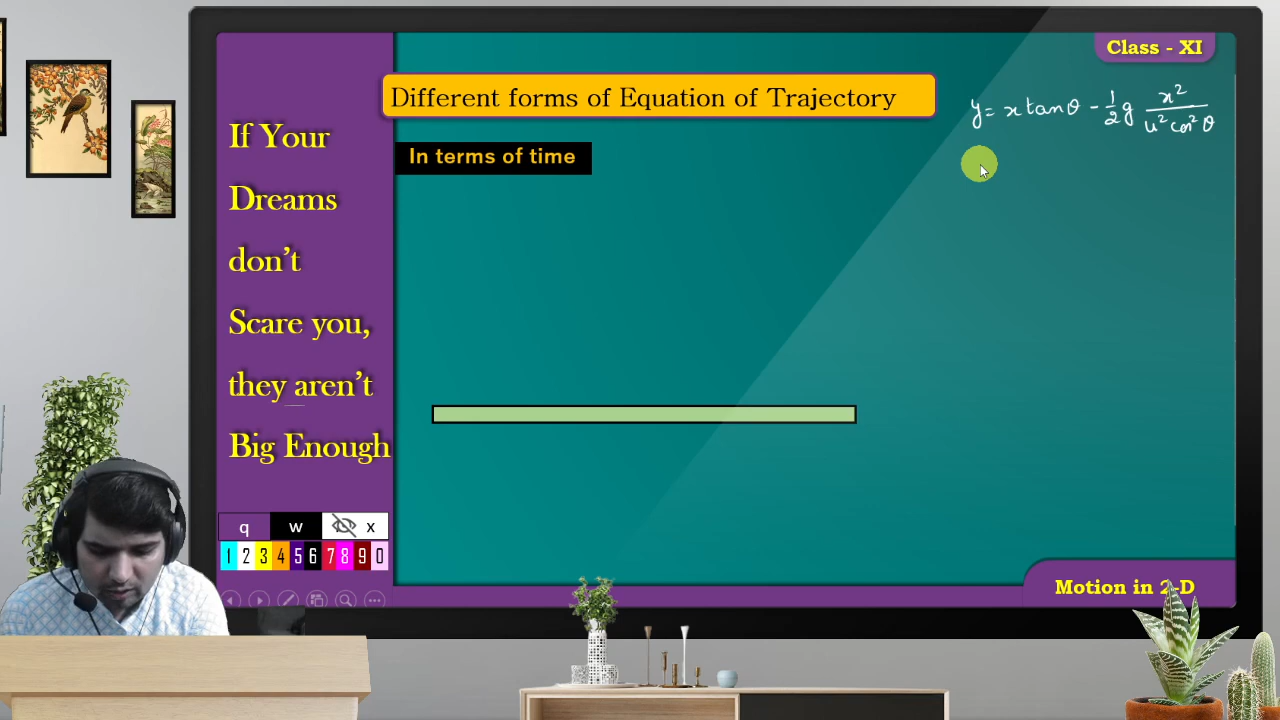 Class - XI
Different forms of Equation of Trajectory
y = x tanθ - 1/2 g x²/u² cos² θ
In terms of time
If Your
Dreams
don't
Scare you,
they aren't
Big Enough
q w x
1 2 3 4 5 6 7 8 9 0
Motion in 2-D